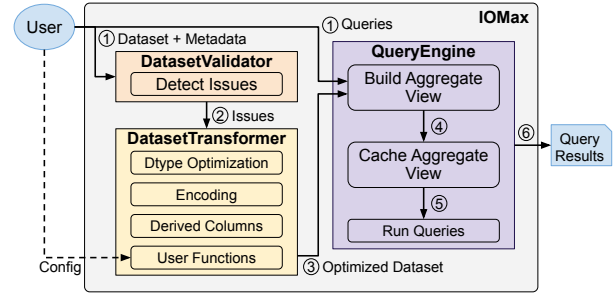 User
IOMax
① Dataset + Metadata
① Queries
DatasetValidator
Detect Issues
② Issues
DatasetTransformer
Dtype Optimization
Encoding
Derived Columns
User Functions
Config
③ Optimized Dataset
QueryEngine
Build Aggregate
View
④
Cache Aggregate
View
⑤
Run Queries
⑥
Query
Results